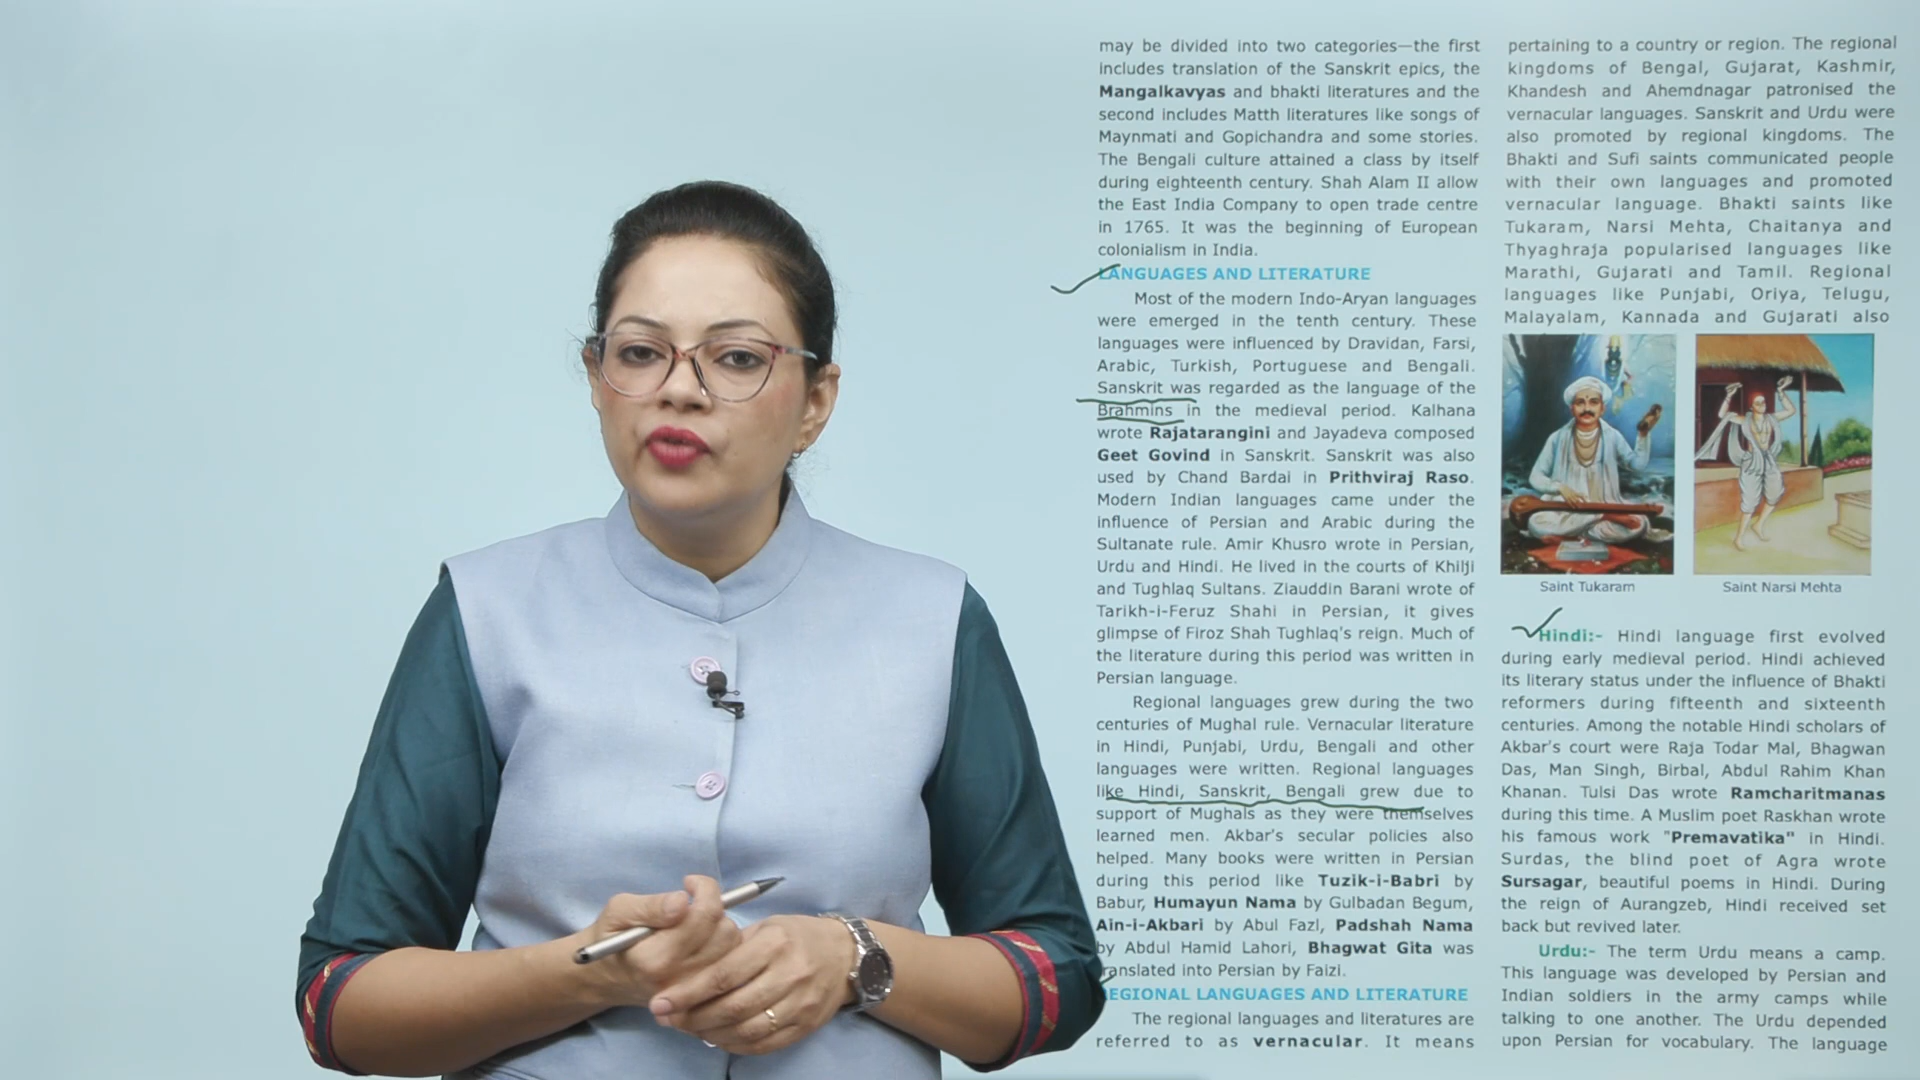 may be divided into two categories—the first
includes translation of the Sanskrit epics, the
Mangalkavyas and bhakti literatures and the
second includes Matth literatures like songs of
Maynmati and Gopichandra and some stories.
The Bengali culture attained a class by itself
during eighteenth century. Shah Alam II allow
the East India Company to open trade centre
in 1765. It was the beginning of European
colonialism in India.
LANGUAGES AND LITERATURE
Most of the modern Indo-Aryan languages
were emerged in the tenth century. These
languages were influenced by Dravidan, Farsi,
Arabic, Turkish, Portuguese and Bengali.
Sanskrit was regarded as the language of the
Brahmins in the medieval period. Kalhana
wrote Rajatarangini and Jayadeva composed
Geet Govind in Sanskrit. Sanskrit was also
used by Chand Bardai in Prithviraj Raso.
Modern Indian languages came under the
influence of Persian and Arabic during the
Sultanate rule. Amir Khusro wrote in Persian,
Urdu and Hindi. He lived in the courts of Khilji
and Tughlaq Sultans. Ziauddin Barani wrote of
Tarikh-i-Feruz Shahi in Persian, it gives
glimpse of Firoz Shah Tughlaq's reign. Much of
the literature during this period was written in
Persian language.
Regional languages grew during the two
centuries of Mughal rule. Vernacular literature
in Hindi, Punjabi, Urdu, Bengali and other
languages were written. Regional languages
like Hindi, Sanskrit, Bengali grew due to
support of Mughals as they were themselves
learned men. Akbar's secular policies also
helped. Many books were written in Persian
during this period like Tuzik-i-Babri by
Babur, Humayun Nama by Gulbadan Begum,
Ain-i-Akbari by Abul Fazl, Padshah Nama
by Abdul Hamid Lahori, Bhagwat Gita was
translated into Persian by Faizi.
REGIONAL LANGUAGES AND LITERATURE
The regional languages and literatures are
referred to as vernacular. It means
pertaining to a country or region. The regional
kingdoms of Bengal, Gujarat, Kashmir,
Khandesh and Ahemdnagar patronised the
vernacular languages. Sanskrit and Urdu were
also promoted by regional kingdoms. The
Bhakti and Sufi saints communicated people
with their own languages and promoted
vernacular language. Bhakti saints like
Tukaram, Narsi Mehta, Chaitanya and
Thyaghraja popularised languages like
Marathi, Gujarati and Tamil. Regional
languages like Punjabi, Oriya, Telugu,
Malayalam, Kannada and Gujarati also
Saint Tukaram
Saint Narsi Mehta
Hindi:- Hindi language first evolved
during early medieval period. Hindi achieved
its literary status under the influence of Bhakti
reformers during fifteenth and sixteenth
centuries. Among the notable Hindi scholars of
Akbar's court were Raja Todar Mal, Bhagwan
Das, Man Singh, Birbal, Abdul Rahim Khan
Khanan. Tulsi Das wrote Ramcharitmanas
during this time. A Muslim poet Raskhan wrote
his famous work "Premavatika" in Hindi.
Surdas, the blind poet of Agra wrote
Sursagar, beautiful poems in Hindi. During
the reign of Aurangzeb, Hindi received set
back but revived later.
Urdu:- The term Urdu means a camp.
This language was developed by Persian and
Indian soldiers in the army camps while
talking to one another. The Urdu depended
upon Persian for vocabulary. The language